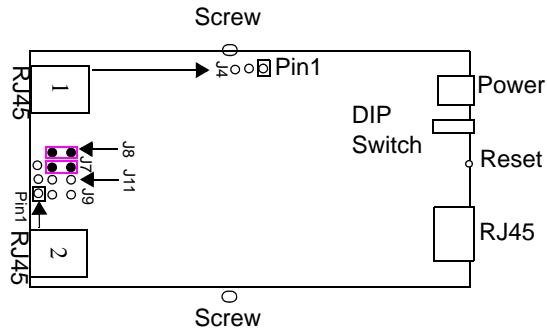 Screw
RJ45
1
J4
Pin1
Power
DIP
Switch
J8
J7
J11
Reset
J9
Pin1
RJ45
2
RJ45
Screw